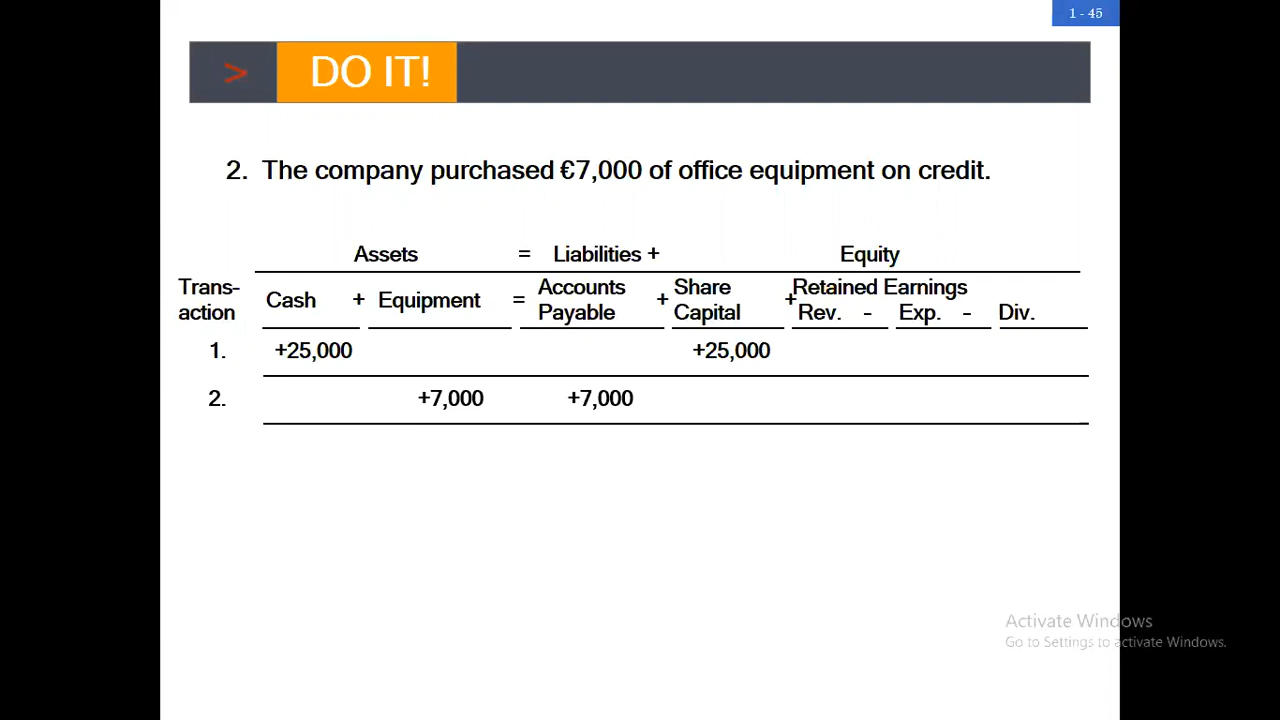 1 - 45
> DO IT!
2. The company purchased €7,000 of office equipment on credit.
Assets = Liabilities + Equity
Trans-
action
Cash + Equipment = Accounts Payable + Share Capital + Retained Earnings
Rev. - Exp. - Div.
1. +25,000 +25,000
2. +7,000 +7,000
Activate Windows
Go to Settings to activate Windows.